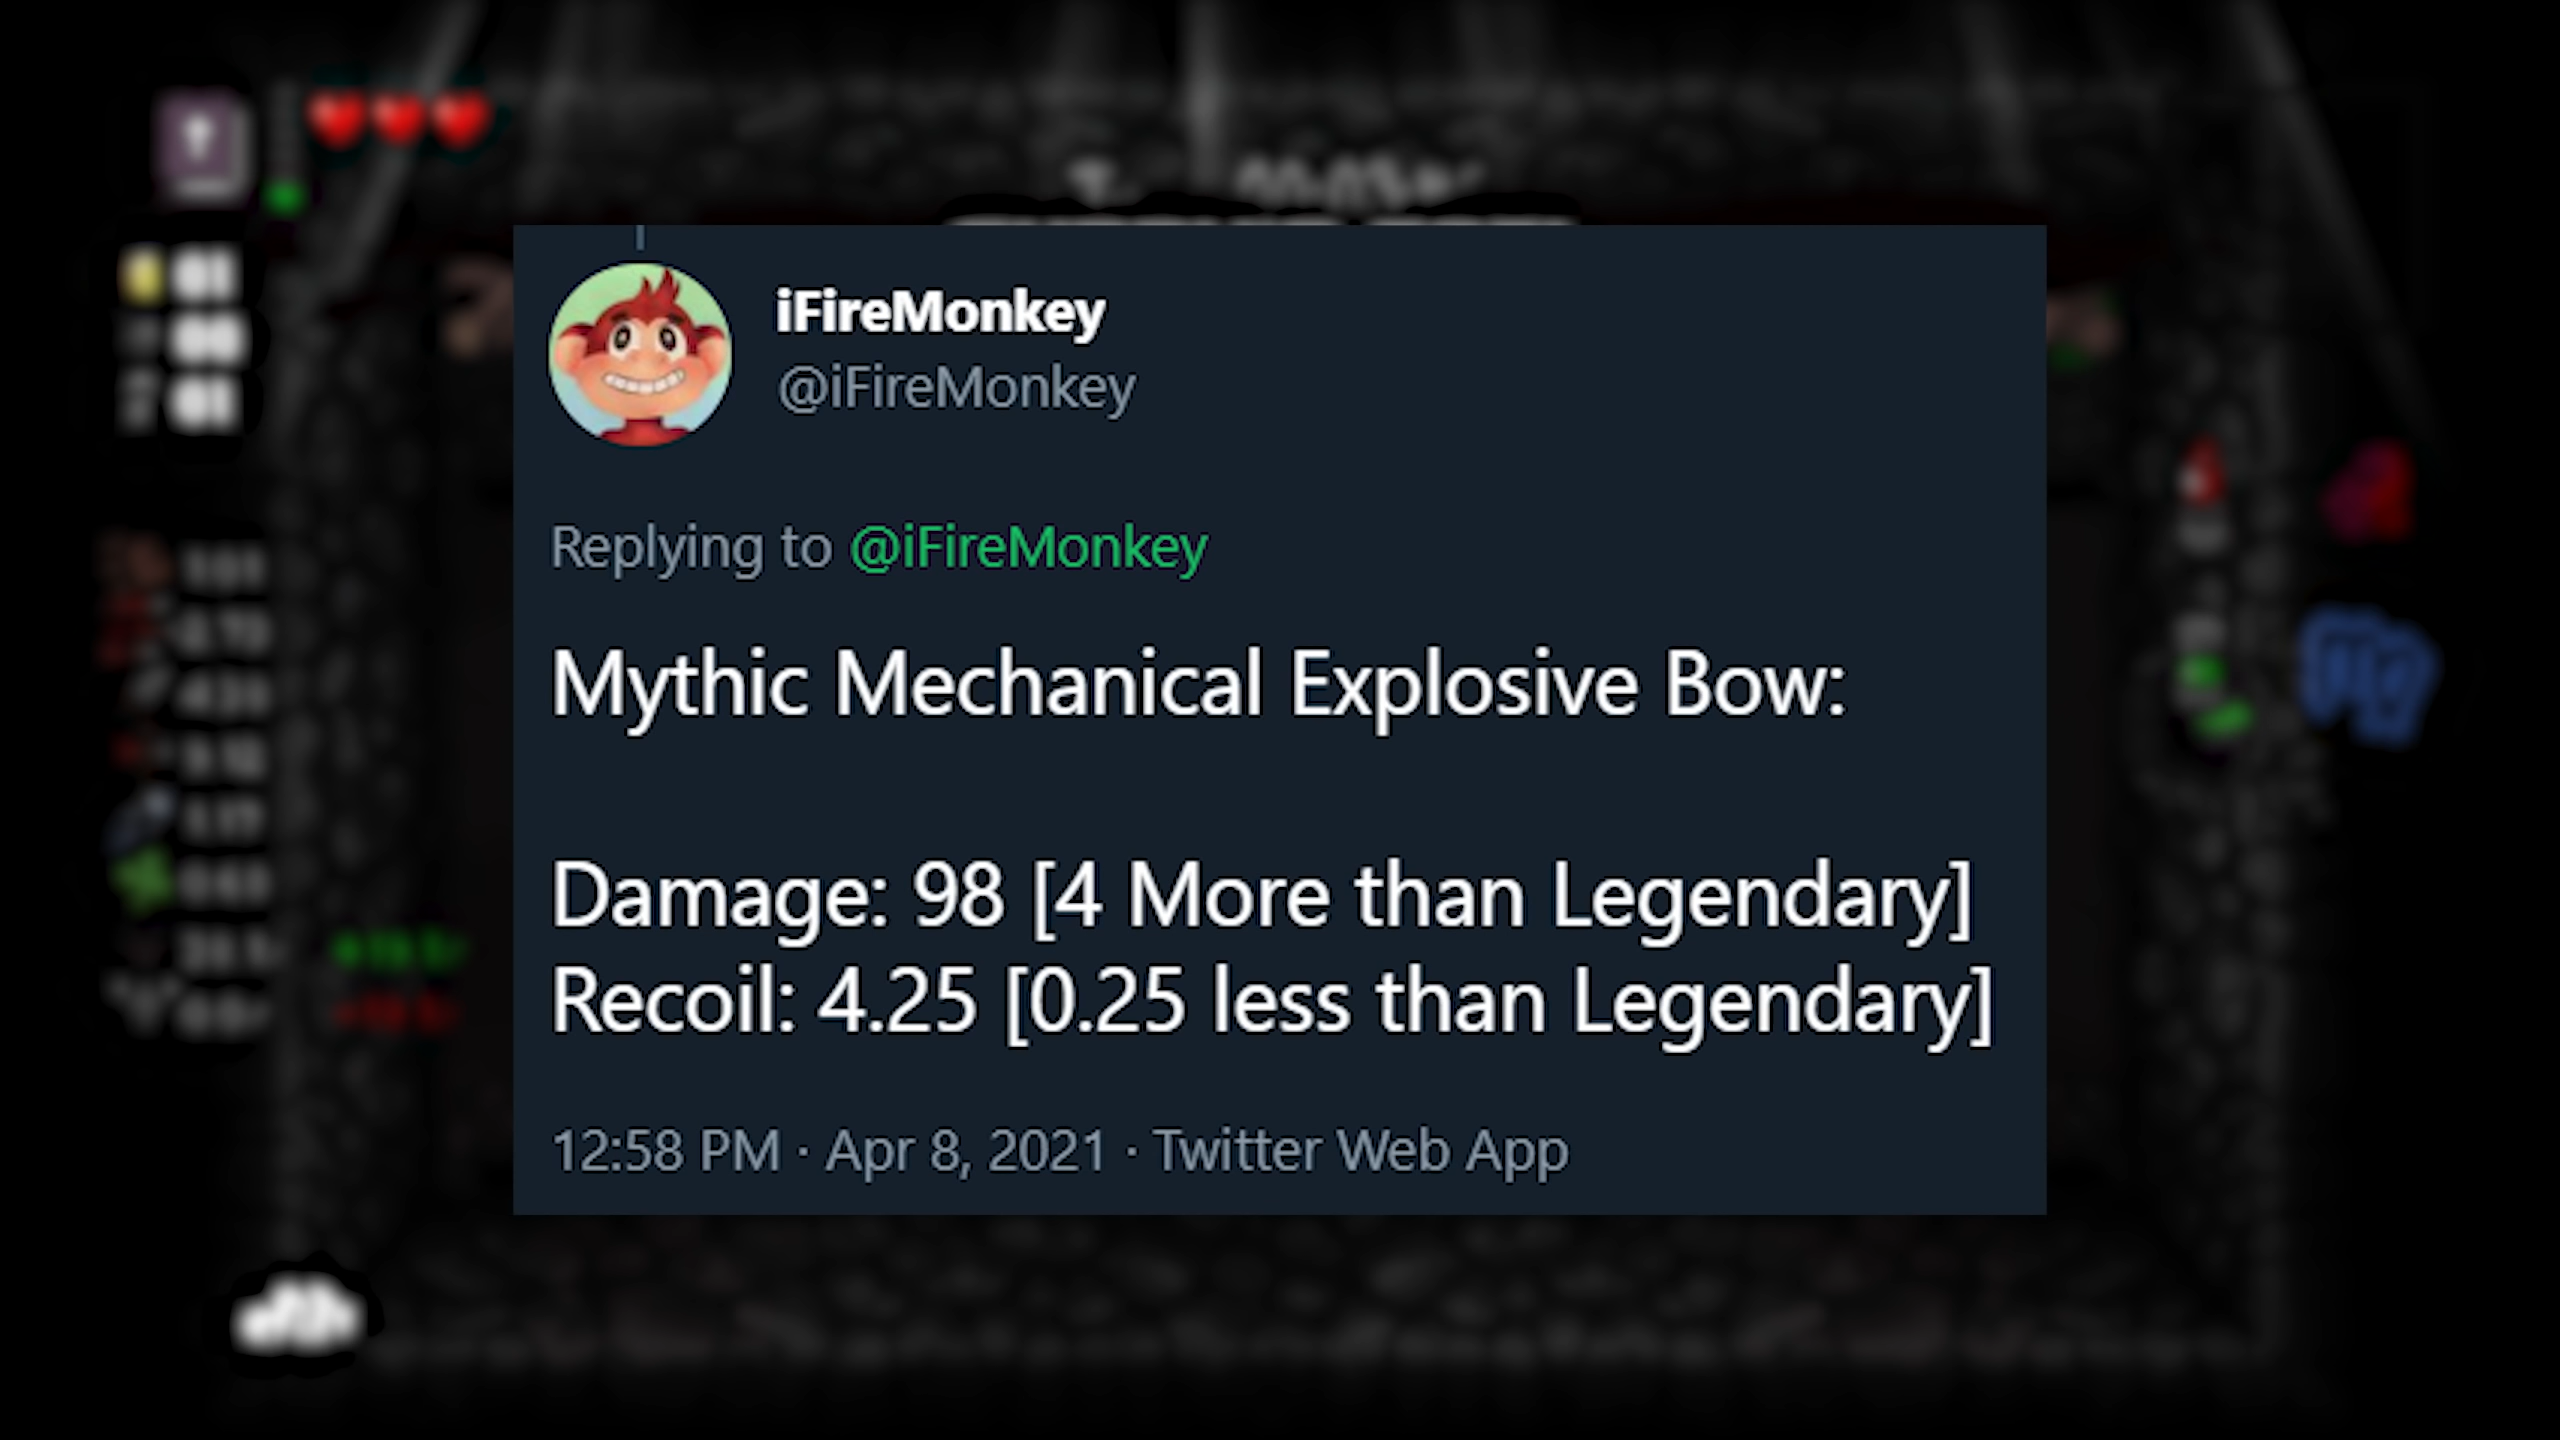 iFireMonkey
@iFireMonkey
Replying to @iFireMonkey
Mythic Mechanical Explosive Bow:
Damage: 98 [4 More than Legendary]
Recoil: 4.25 [0.25 less than Legendary]
12:58 PM · Apr 8, 2021 · Twitter Web App